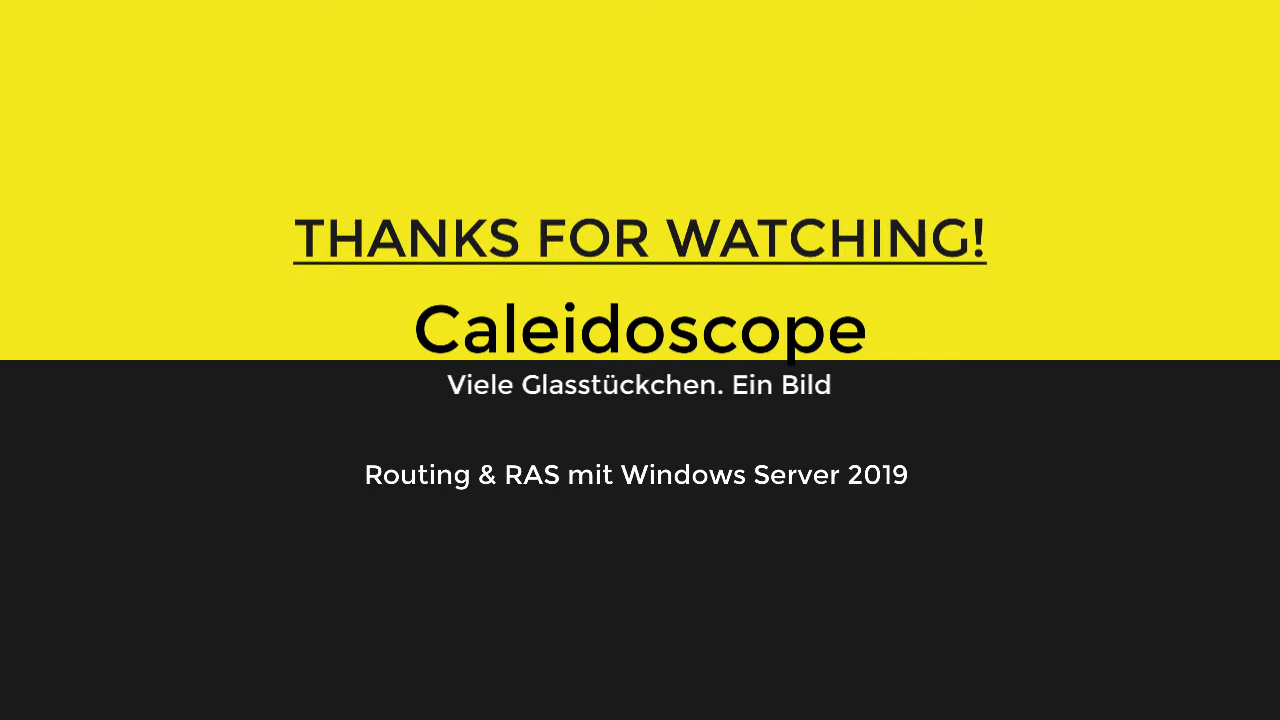 THANKS FOR WATCHING!
Caleidoscope
Viele Glasstückchen. Ein Bild
Routing & RAS mit Windows Server 2019